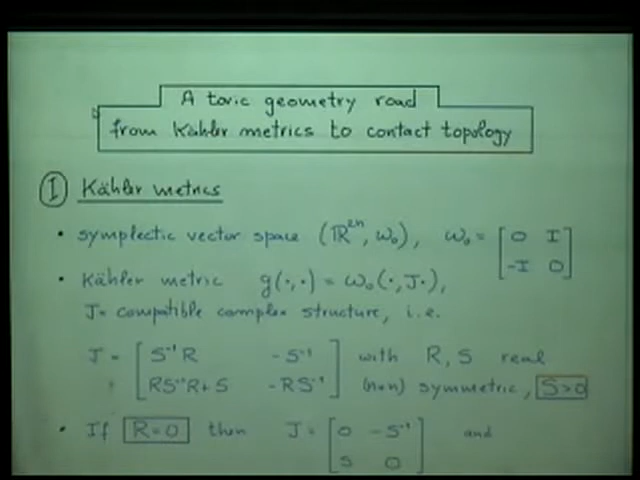 A toric geometry road
from Kähler metrics to contact topology
I Kähler metrics
• symplectic vector space (ℝ²ⁿ, ω₀), ω₀ = [ 0 I
-I 0 ]
• Kähler metric g(·,·) = ω₀(·, J·),
J = compatible complex structure, i.e.
J = [ S⁻¹R -S⁻¹ ] with R, S real
[ RS⁻¹R+S -RS⁻¹ ] (n×n) symmetric, S>0
• If R=0 then J = [ 0 -S⁻¹ and
S 0 ]